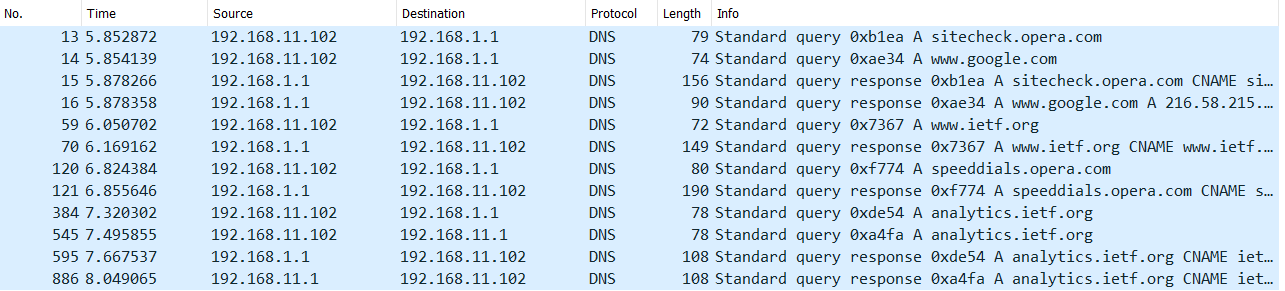 No. Time Source Destination Protocol Length Info
13 5.852872 192.168.11.102 192.168.1.1 DNS 79 Standard query 0xb1ea A sitecheck.opera.com
14 5.854139 192.168.11.102 192.168.1.1 DNS 74 Standard query 0xae34 A www.google.com
15 5.878266 192.168.1.1 192.168.11.102 DNS 156 Standard query response 0xb1ea A sitecheck.opera.com CNAME si…
16 5.878358 192.168.1.1 192.168.11.102 DNS 90 Standard query response 0xae34 A www.google.com A 216.58.215.…
59 6.050702 192.168.11.102 192.168.1.1 DNS 72 Standard query 0x7367 A www.ietf.org
70 6.169162 192.168.1.1 192.168.11.102 DNS 149 Standard query response 0x7367 A www.ietf.org CNAME www.ietf.…
120 6.824384 192.168.11.102 192.168.1.1 DNS 80 Standard query 0xf774 A speeddials.opera.com
121 6.855646 192.168.1.1 192.168.11.102 DNS 190 Standard query response 0xf774 A speeddials.opera.com CNAME s…
384 7.320302 192.168.11.102 192.168.1.1 DNS 78 Standard query 0xde54 A analytics.ietf.org
545 7.495855 192.168.11.102 192.168.11.1 DNS 78 Standard query 0xa4fa A analytics.ietf.org
595 7.667537 192.168.1.1 192.168.11.102 DNS 108 Standard query response 0xde54 A analytics.ietf.org CNAME iet…
886 8.049065 192.168.11.1 192.168.11.102 DNS 108 Standard query response 0xa4fa A analytics.ietf.org CNAME iet…